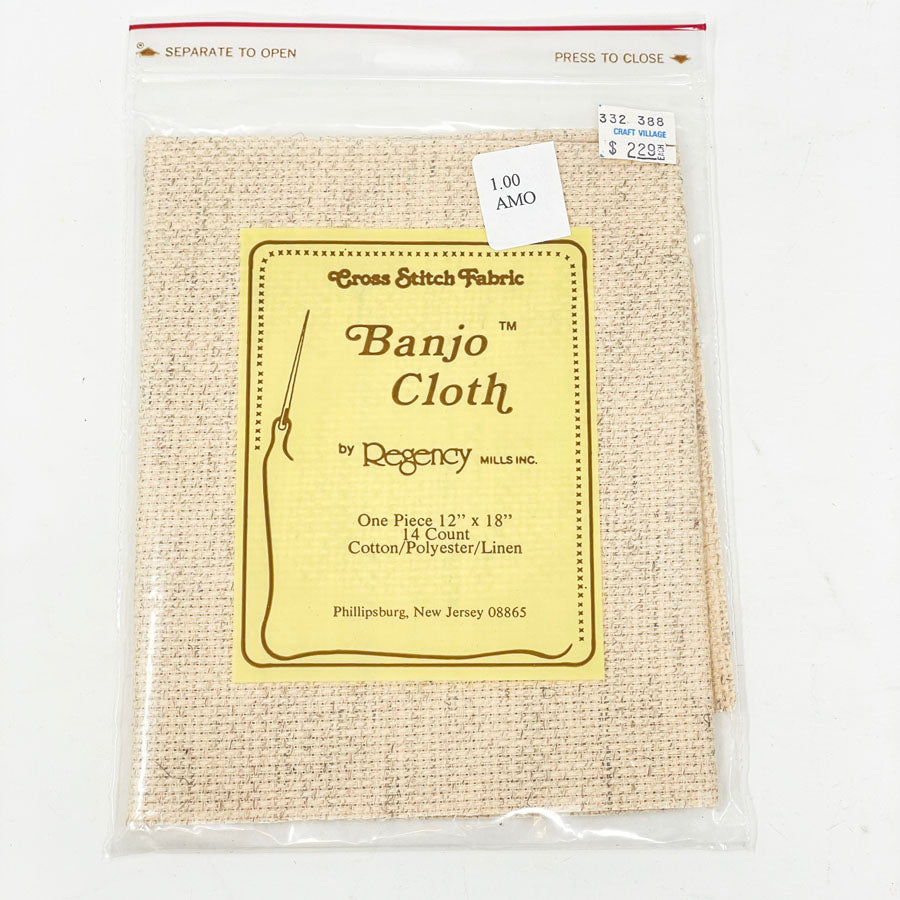 ® SEPARATE TO OPEN
PRESS TO CLOSE
332 388
CRAFT VILLAGE
$ 2.29 EACH
1.00
AMO
Cross Stitch Fabric
Banjo™
Cloth
by Regency MILLS INC.
One Piece 12” x 18”
14 Count
Cotton/Polyester/Linen
Phillipsburg, New Jersey 08865